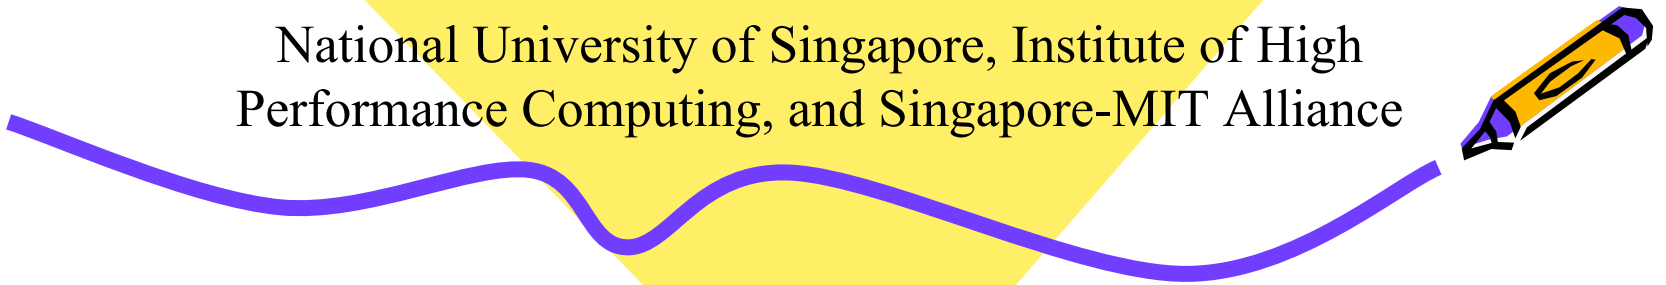 National University of Singapore, Institute of High
Performance Computing, and Singapore-MIT Alliance